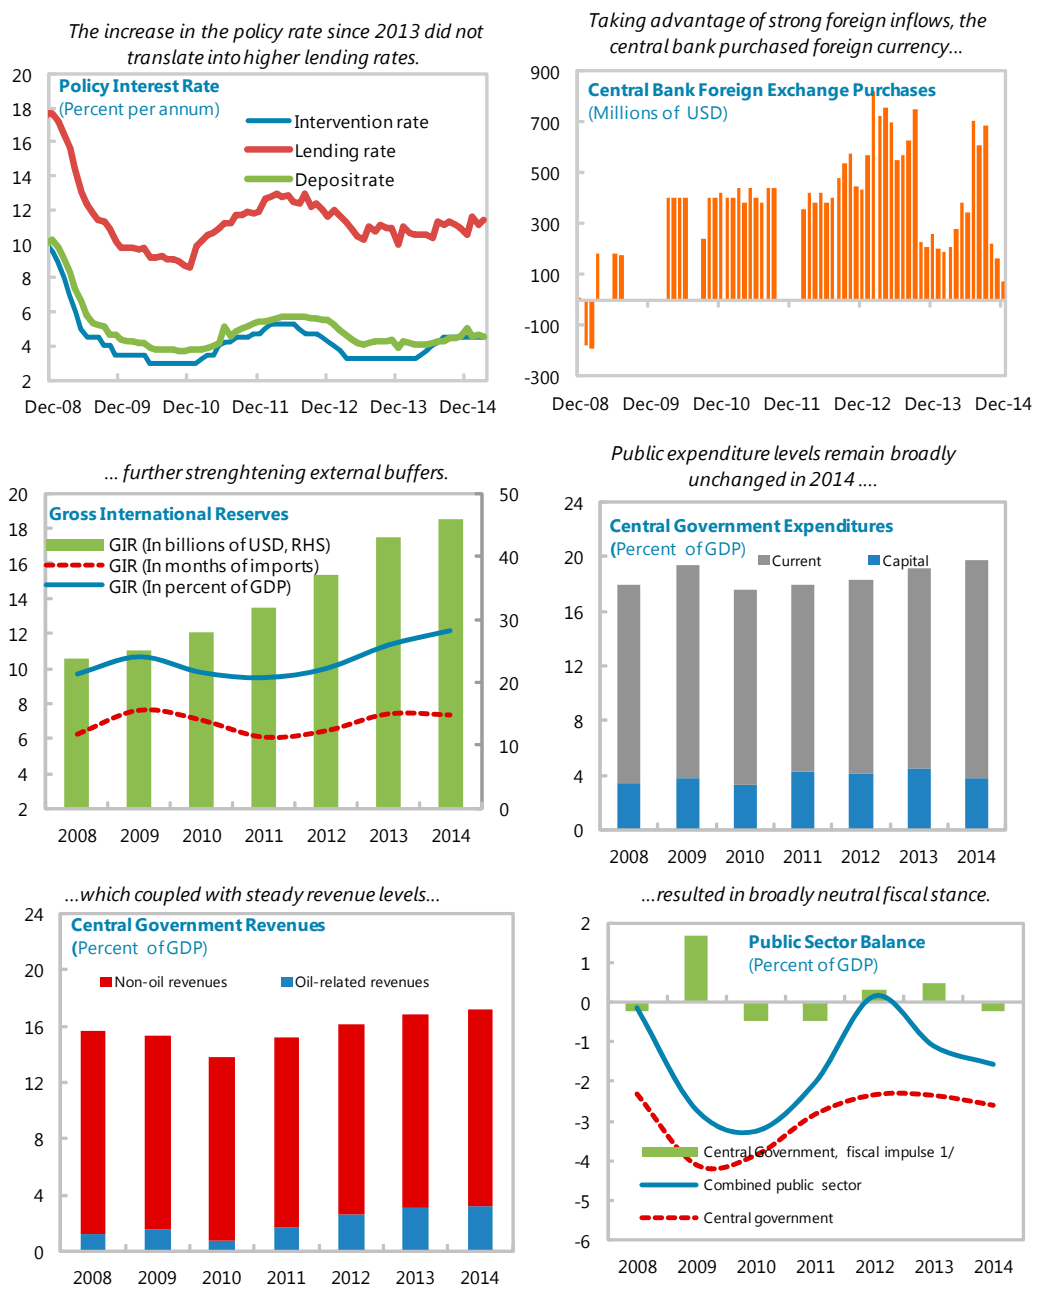 The increase in the policy rate since 2013 did not
translate into higher lending rates.
20
18
16
14
12
10
8
6
4
2
Policy Interest Rate
(Percent per annum)
Intervention rate
Lending rate
Deposit rate
Dec-08 Dec-09 Dec-10 Dec-11 Dec-12 Dec-13 Dec-14
Taking advantage of strong foreign inflows, the
central bank purchased foreign currency...
900
700
500
300
100
-100
-300
Central Bank Foreign Exchange Purchases
(Millions of USD)
Dec-08 Dec-09 Dec-10 Dec-11 Dec-12 Dec-13 Dec-14
... further strenghtening external buffers.
20
18
16
14
12
10
8
6
4
2
Gross International Reserves
GIR (In billions of USD, RHS)
GIR (In months of imports)
GIR (In percent of GDP)
50
40
30
20
10
0
2008 2009 2010 2011 2012 2013 2014
Public expenditure levels remain broadly
unchanged in 2014 ....
24
20
16
12
8
4
0
Central Government Expenditures
(Percent of GDP)
Current Capital
2008 2009 2010 2011 2012 2013 2014
...which coupled with steady revenue levels...
24
20
16
12
8
4
0
Central Government Revenues
(Percent of GDP)
Non-oil revenues Oil-related revenues
2008 2009 2010 2011 2012 2013 2014
...resulted in broadly neutral fiscal stance.
2
1
0
-1
-2
-3
-4
-5
-6
Public Sector Balance
(Percent of GDP)
Central Government, fiscal impulse 1/
Combined public sector
Central government
2008 2009 2010 2011 2012 2013 2014